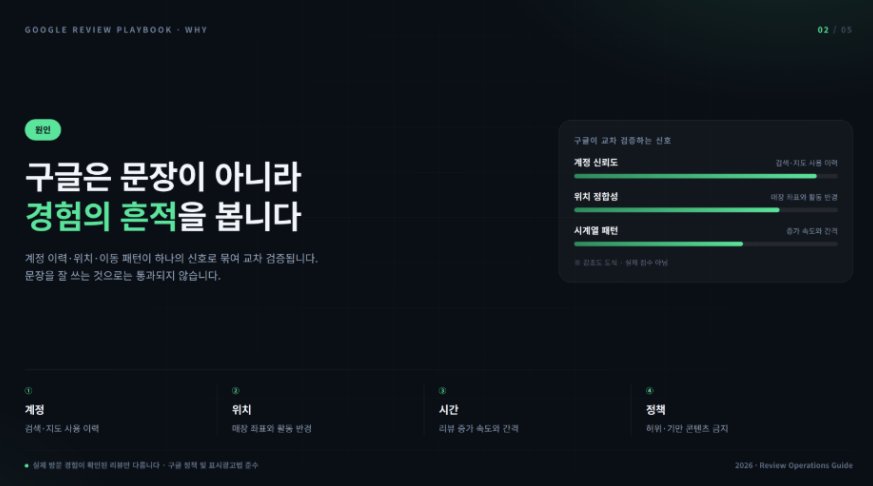 GOOGLE REVIEW PLAYBOOK · WHY
02 / 05
원인
구글은 문장이 아니라
경험의 흔적을 봅니다
계정 이력·위치·이동 패턴이 하나의 신호로 묶여 교차 검증됩니다.
문장을 잘 쓰는 것으로는 통과되지 않습니다.
구글이 교차 검증하는 신호
계정 신뢰도
검색·지도 사용 이력
위치 정합성
매장 좌표와 활동 반경
시계열 패턴
증가 속도와 간격
※ 강조도 도식 · 실제 점수 아님
①
계정
검색·지도 사용 이력
②
위치
매장 좌표와 활동 반경
③
시간
리뷰 증가 속도와 간격
④
정책
허위·기만 콘텐츠 금지
실제 방문 경험이 확인된 리뷰만 다룹니다 · 구글 정책 및 표시광고법 준수
2026 · Review Operations Guide